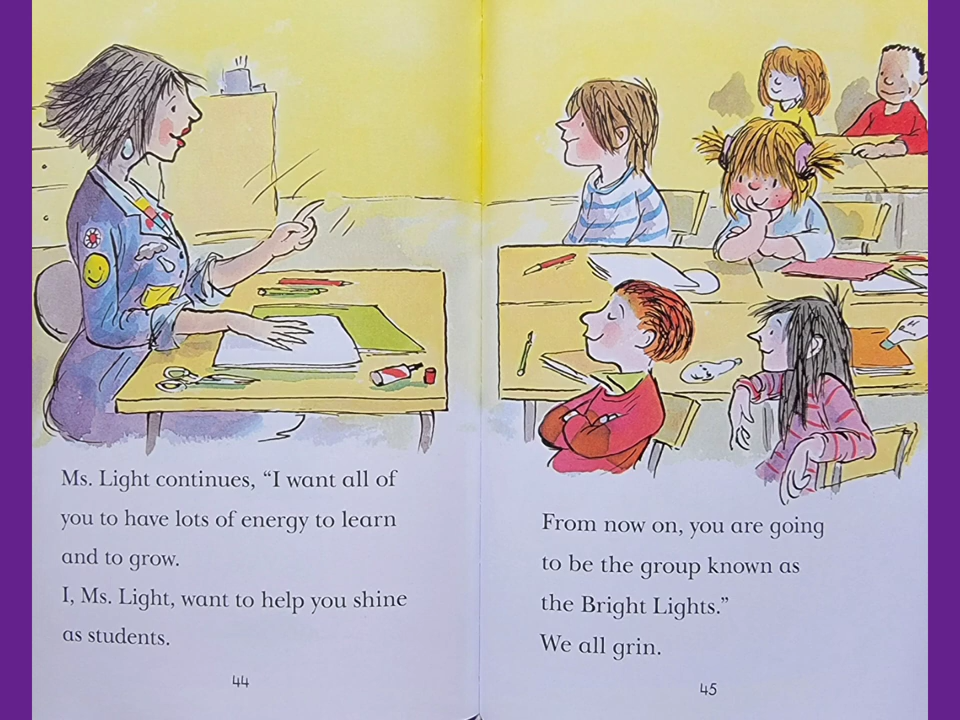 Ms. Light continues, “I want all of
you to have lots of energy to learn
and to grow.
I, Ms. Light, want to help you shine
as students.
44
From now on, you are going
to be the group known as
the Bright Lights.”
We all grin.
45